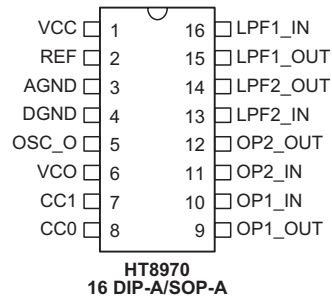 VCC 1 16 LPF1_IN
REF 2 15 LPF1_OUT
AGND 3 14 LPF2_OUT
DGND 4 13 LPF2_IN
OSC_O 5 12 OP2_OUT
VCO 6 11 OP2_IN
CC1 7 10 OP1_IN
CC0 8 9 OP1_OUT
HT8970
16 DIP-A/SOP-A